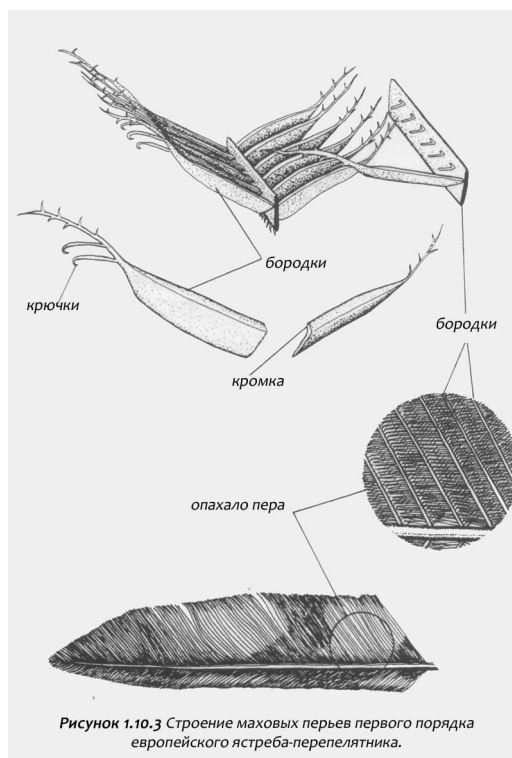 бородки
крючки
бородки
кромка
опахало пера
Рисунок 1.10.3 Строение маховых перьев первого порядка
европейского ястреба-перепелятника.